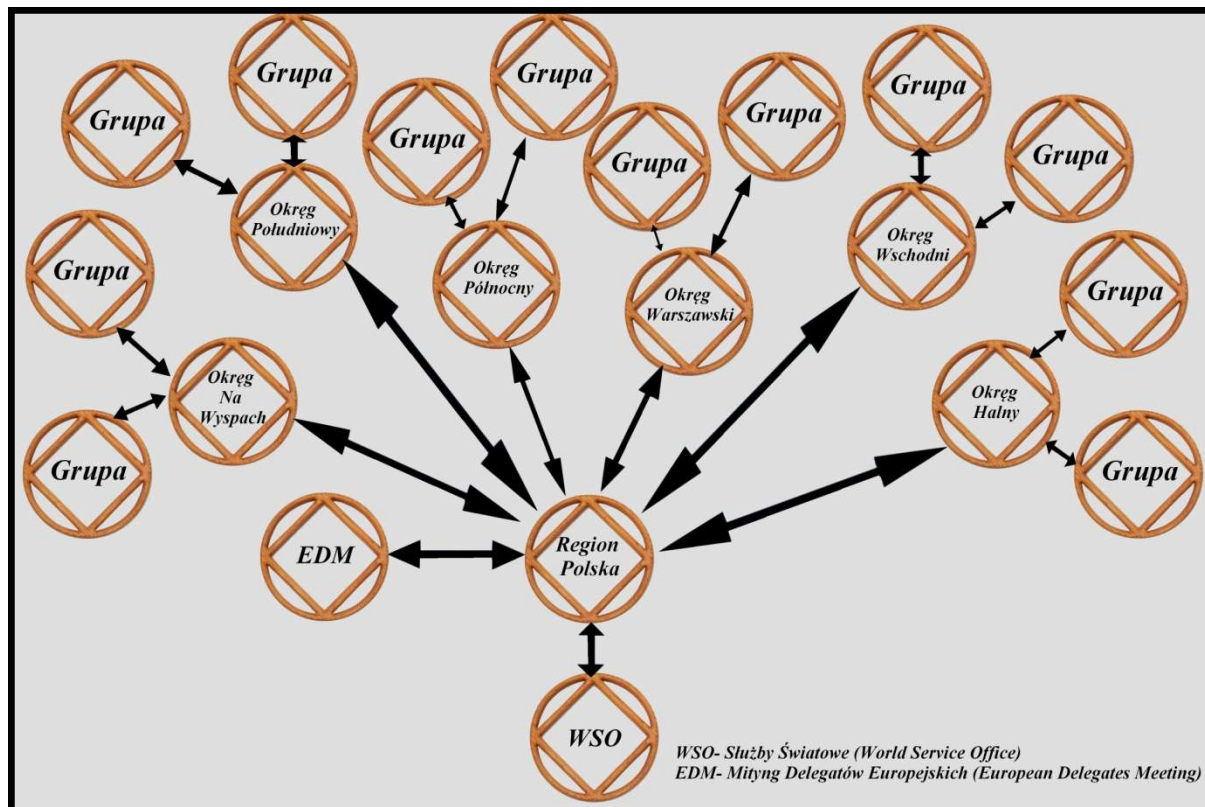 Grupa
Grupa
Grupa
Grupa
Grupa
Grupa
Grupa
Grupa
Okręg
Południowy
Okręg
Północny
Okręg
Warszawski
Okręg
Wschodni
Grupa
Grupa
Okręg
Na
Wyspach
Okręg
Halny
Grupa
Grupa
EDM
Region
Polska
WSO
WSO- Służby Światowe (World Service Office)
EDM- Mityng Delegatów Europejskich (European Delegates Meeting)